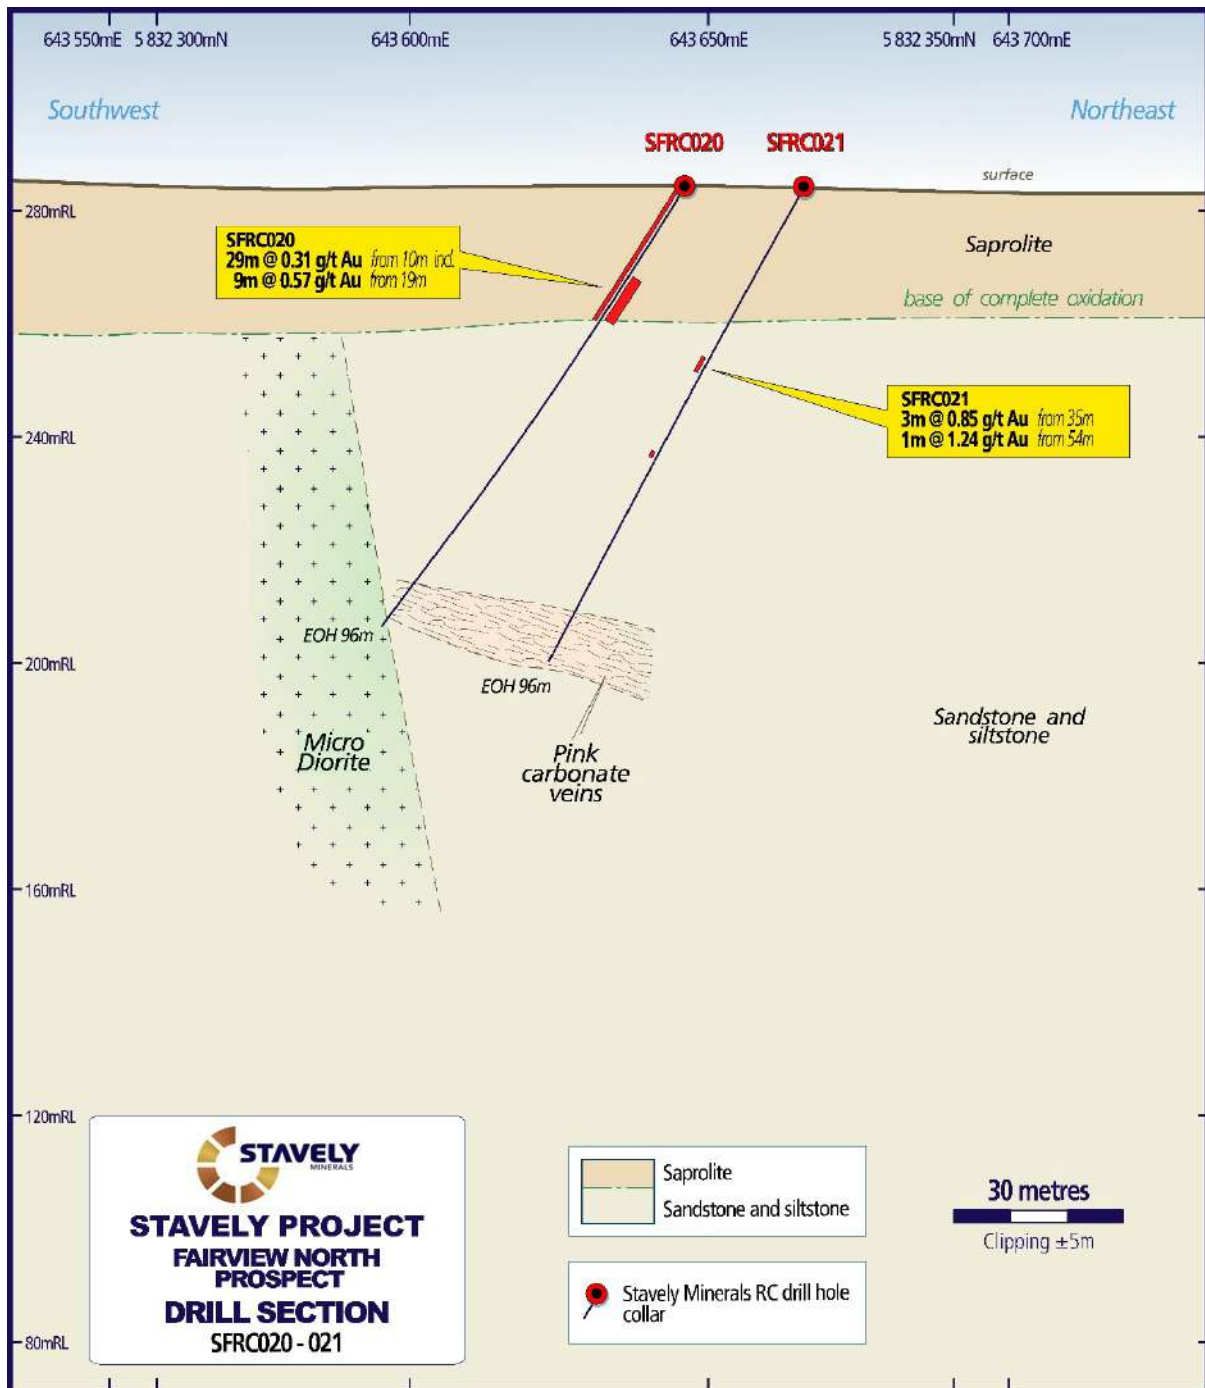 643 550mE 5 832 300mN 643 600mE 643 650mE 5 832 350mN 643 700mE
Southwest
Northeast
SFRC020
SFRC021
surface
280mRL
Saprolite
SFRC020
29m @ 0.31 g/t Au from 10m incl.
9m @ 0.57 g/t Au from 19m
base of complete oxidation
SFRC021
3m @ 0.85 g/t Au from 35m
1m @ 1.24 g/t Au from 54m
240mRL
EOH 96m
200mRL
EOH 96m
Sandstone and
siltstone
Micro
Diorite
Pink
carbonate
veins
160mRL
120mRL
STAVELY
MINERALS
STAVELY PROJECT
FAIRVIEW NORTH
PROSPECT
DRILL SECTION
SFRC020 - 021
Saprolite
Sandstone and siltstone
30 metres
Clipping ±5m
Stavely Minerals RC drill hole
collar
80mRL